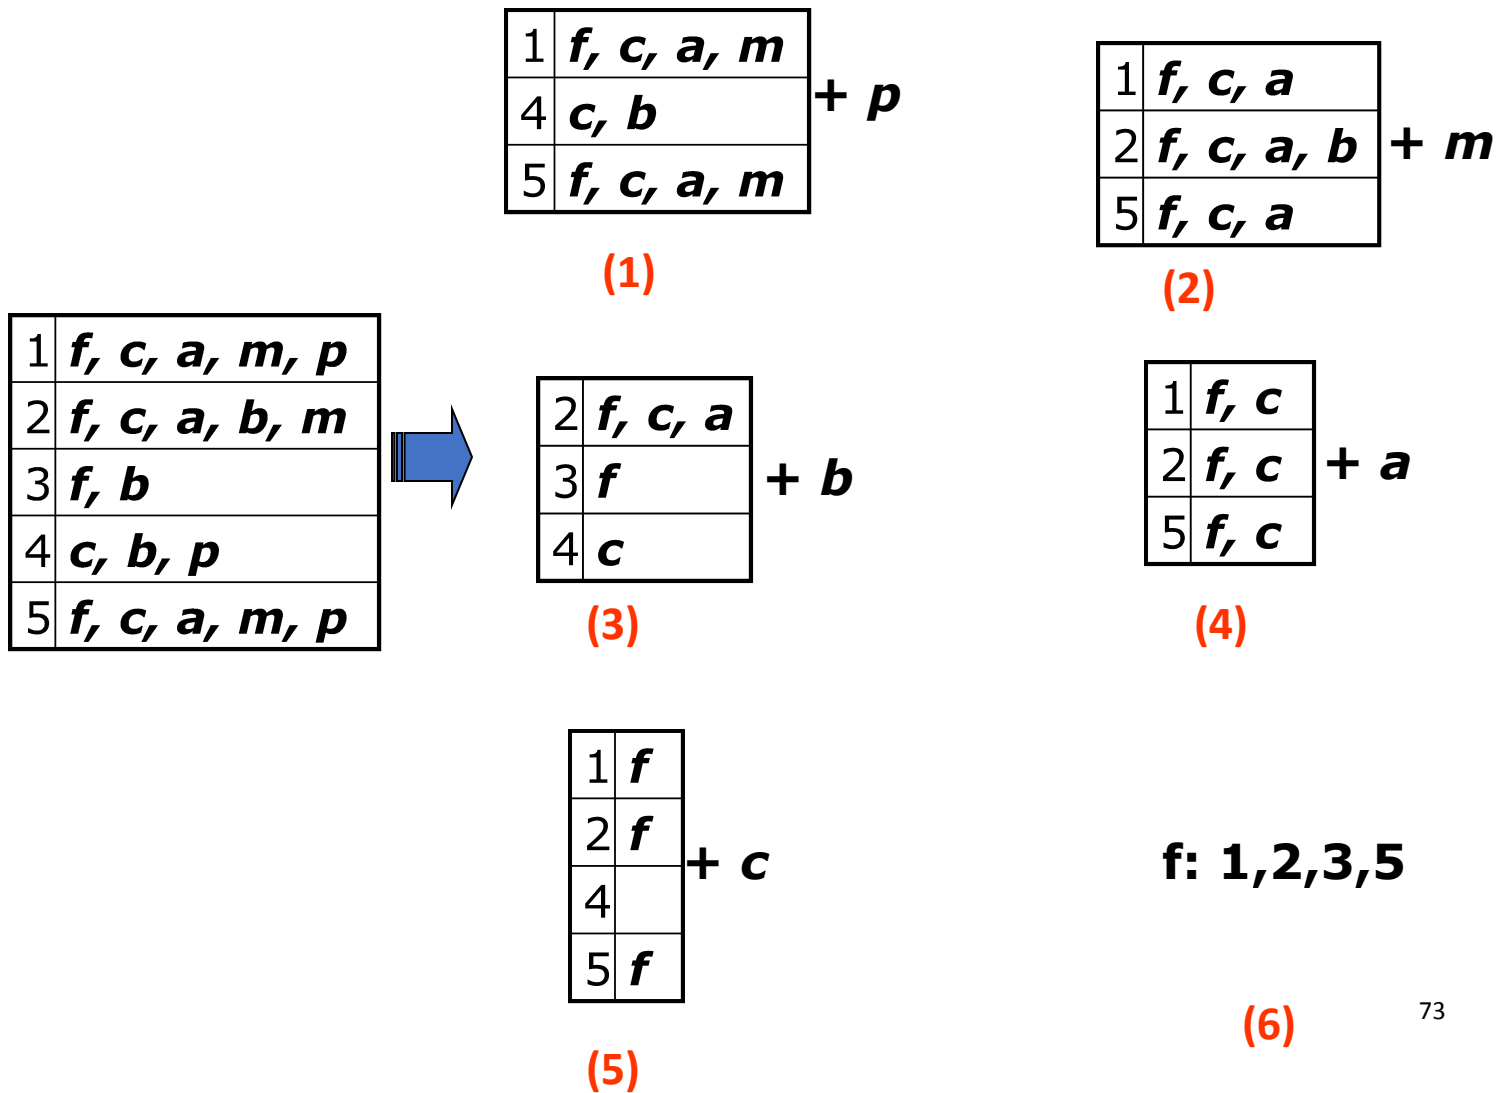 1 f, c, a, m
4 c, b
5 f, c, a, m
+ p
(1)
1 f, c, a
2 f, c, a, b
5 f, c, a
+ m
(2)
1 f, c, a, m, p
2 f, c, a, b, m
3 f, b
4 c, b, p
5 f, c, a, m, p
2 f, c, a
3 f
4 c
+ b
(3)
1 f, c
2 f, c
5 f, c
+ a
(4)
1 f
2 f
4
5 f
+ c
(5)
f: 1,2,3,5
(6)
73